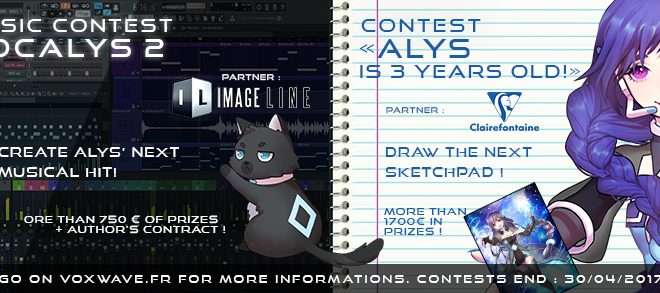 SIC CONTEST
OCALYS 2
PARTNER :
IL IMAGE LINE
CREATE ALYS' NEXT
MUSICAL HIT!
ORE THAN 750 € OF PRIZES
+ AUTHOR'S CONTRACT !
CONTEST
«ALYS
IS 3 YEARS OLD!»
PARTNER :
Clairefontaine
DRAW THE NEXT
SKETCHPAD !
MORE THAN
1700€ IN
PRIZES !
GO ON VOXWAVE.FR FOR MORE INFORMATIONS. CONTESTS END : 30/04/2017